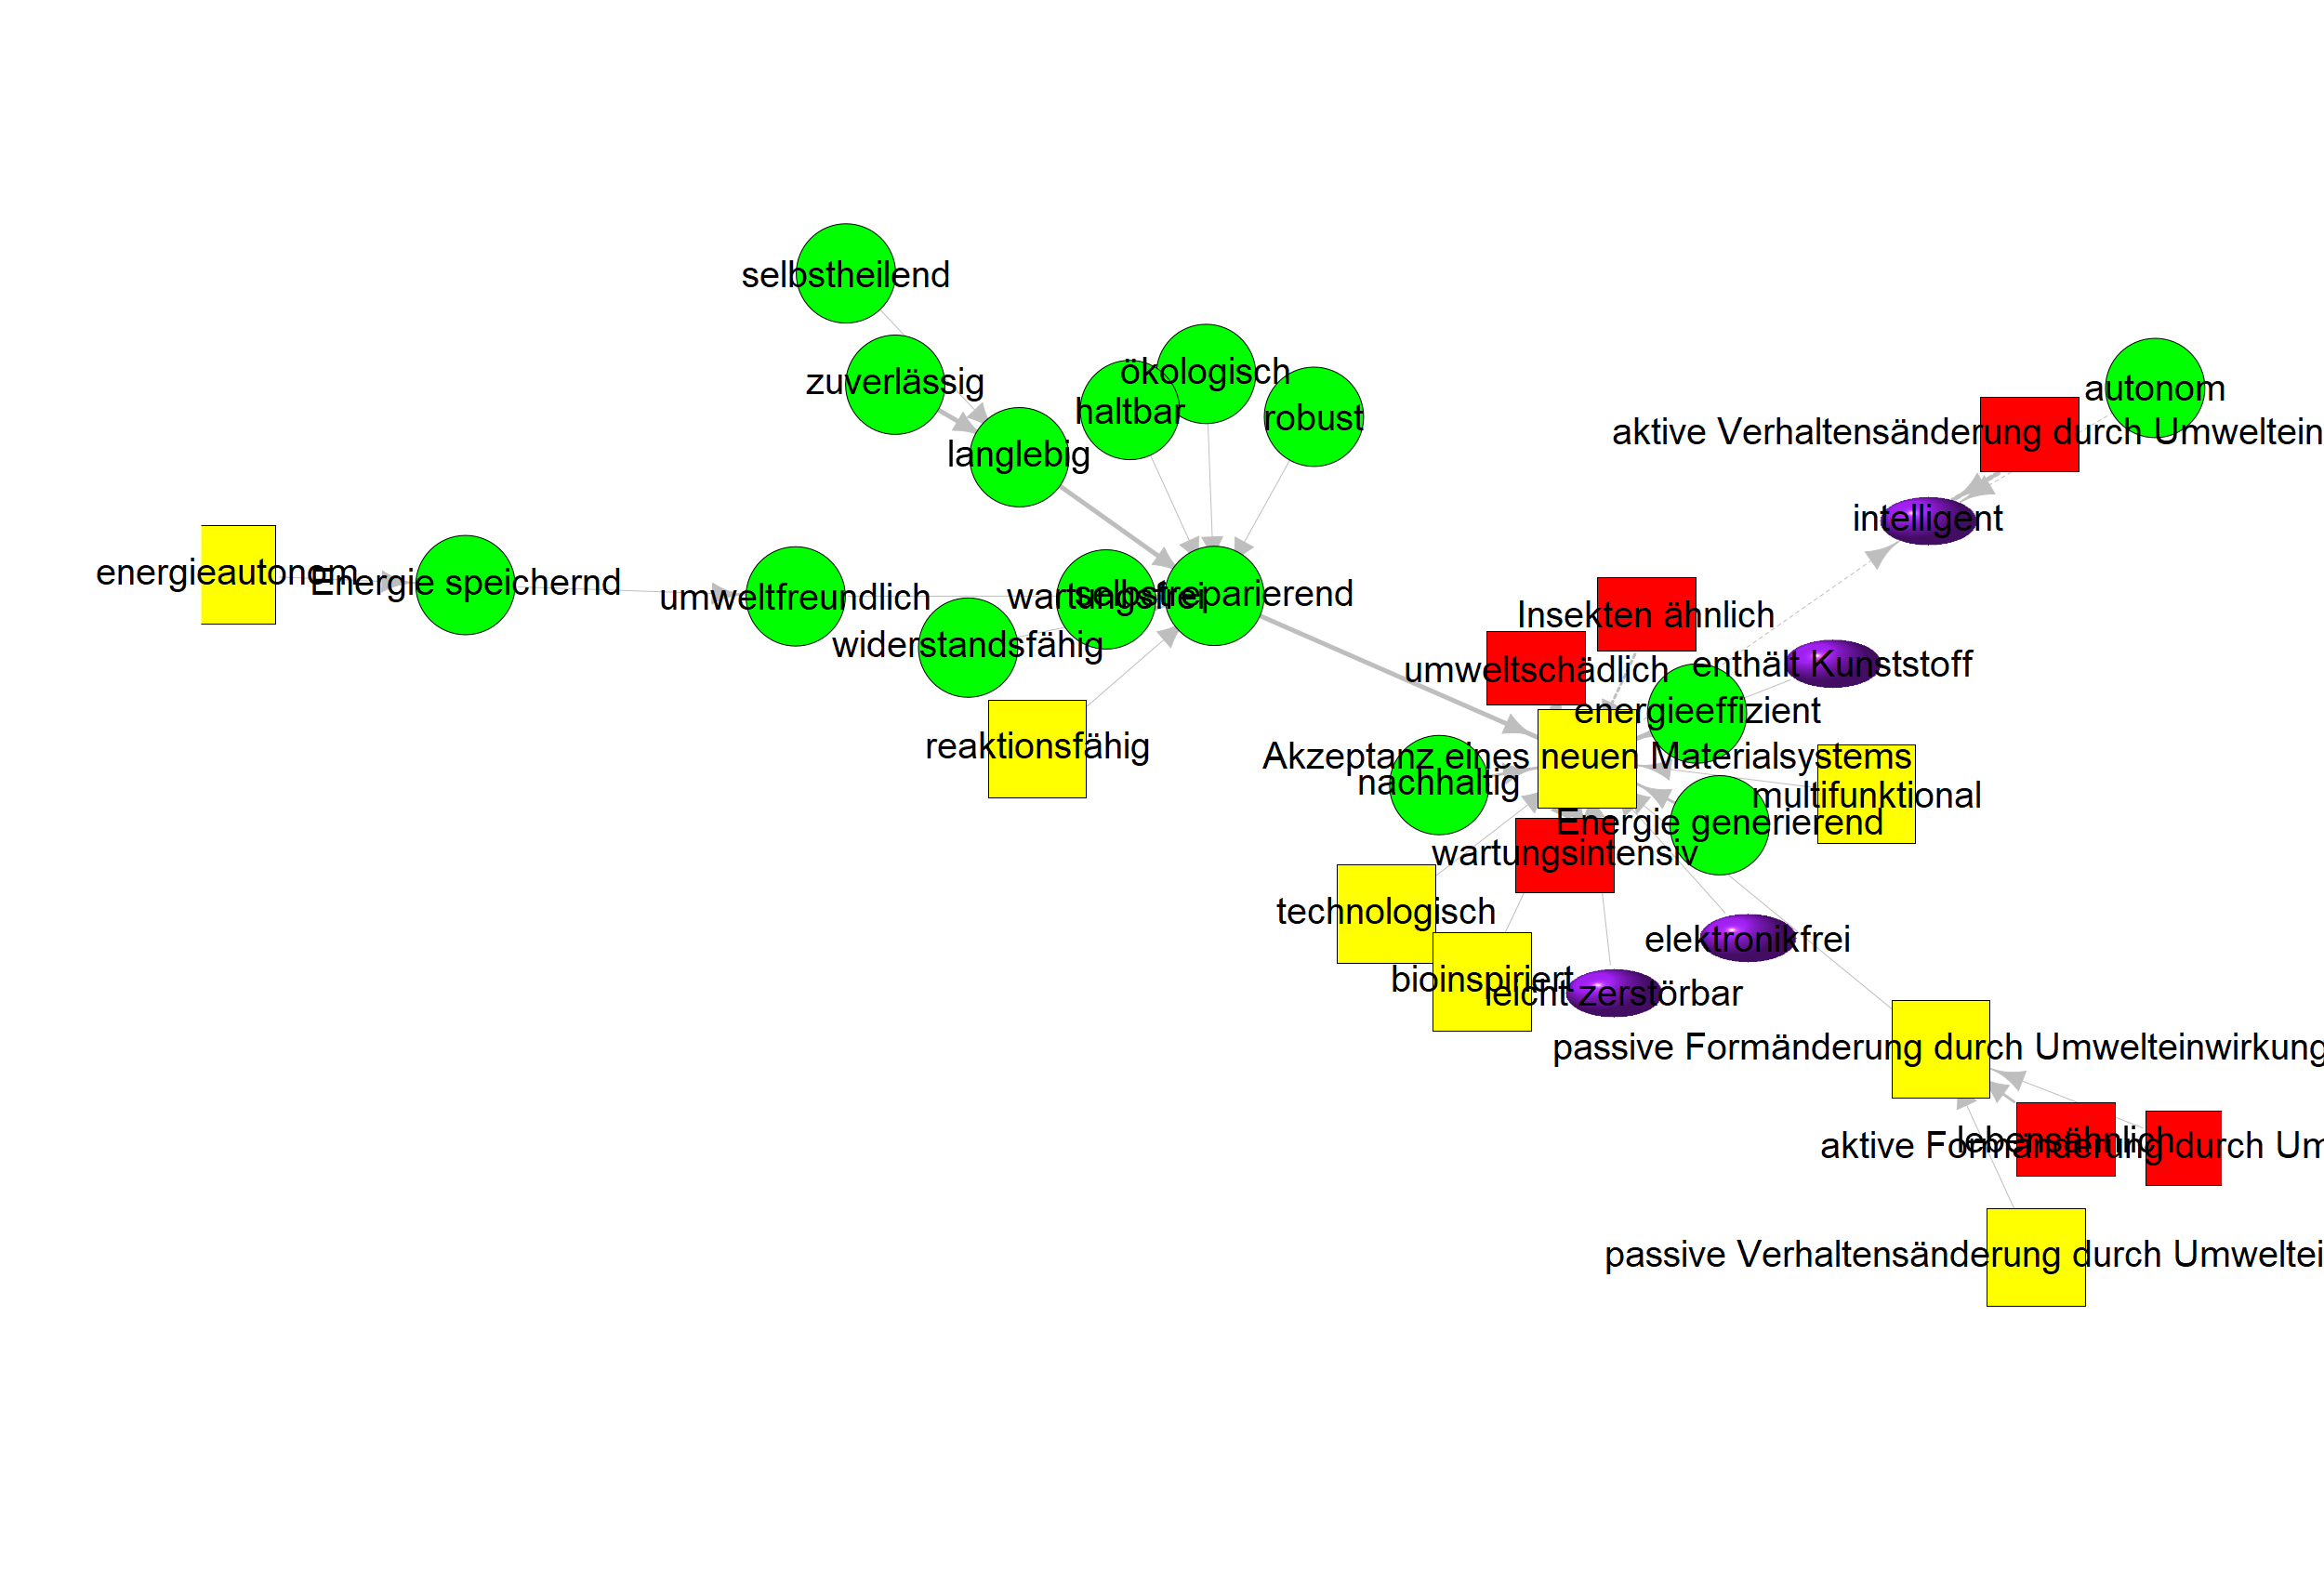 selbstheilend
zuverlässig
ökologisch
haltbar
robust
langlebig
autonom
aktive Verhaltensänderung durch Umweltein
intelligent
energieautonom
Energie speichernd
umweltfreundlich
wartungsfrei
selbstreparierend
widerstandsfähig
Insekten ähnlich
umweltschädlich
enthält Kunststoff
energieeffizient
reaktionsfähig
Akzeptanz eines neuen Materialsystems
nachhaltig
multifunktional
Energie generierend
wartungsintensiv
technologisch
elektronikfrei
bioinspiriert
leicht zerstörbar
passive Formänderung durch Umwelteinwirkung
lebensähnlich
aktive Formänderung durch Um
passive Verhaltensänderung durch Umweltei